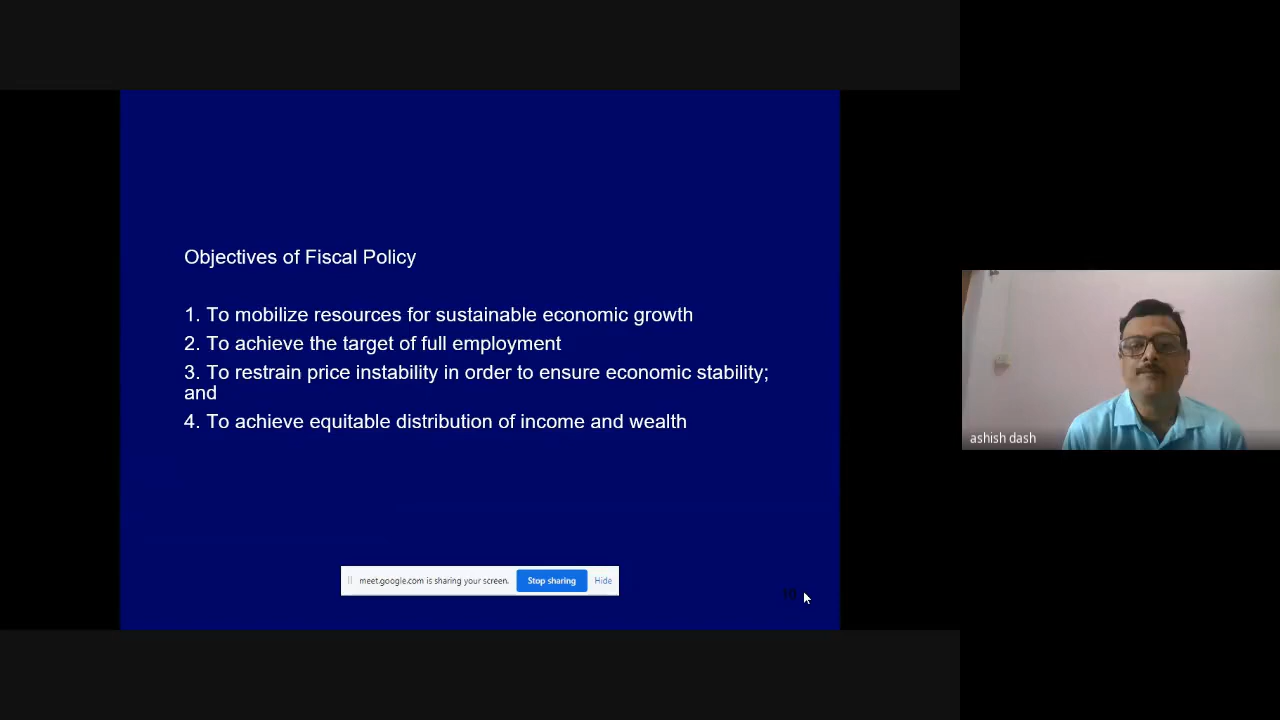 Objectives of Fiscal Policy
1. To mobilize resources for sustainable economic growth
2. To achieve the target of full employment
3. To restrain price instability in order to ensure economic stability;
and
4. To achieve equitable distribution of income and wealth
meet.google.com is sharing your screen.
Stop sharing
Hide
10
ashish dash